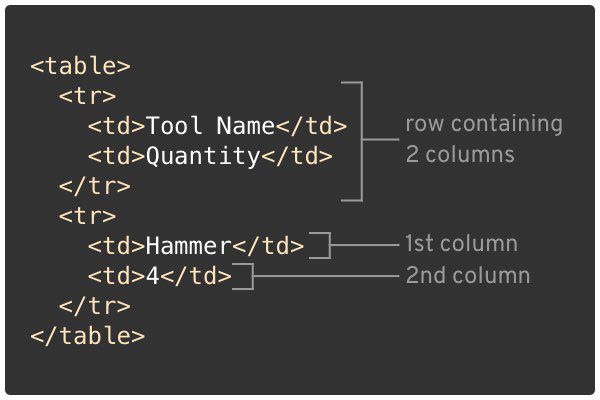 <table>
<tr>
<td>Tool Name</td>
<td>Quantity</td>
</tr>
<tr>
<td>Hammer</td>
<td>4</td>
</tr>
</table>
row containing
2 columns
1st column
2nd column